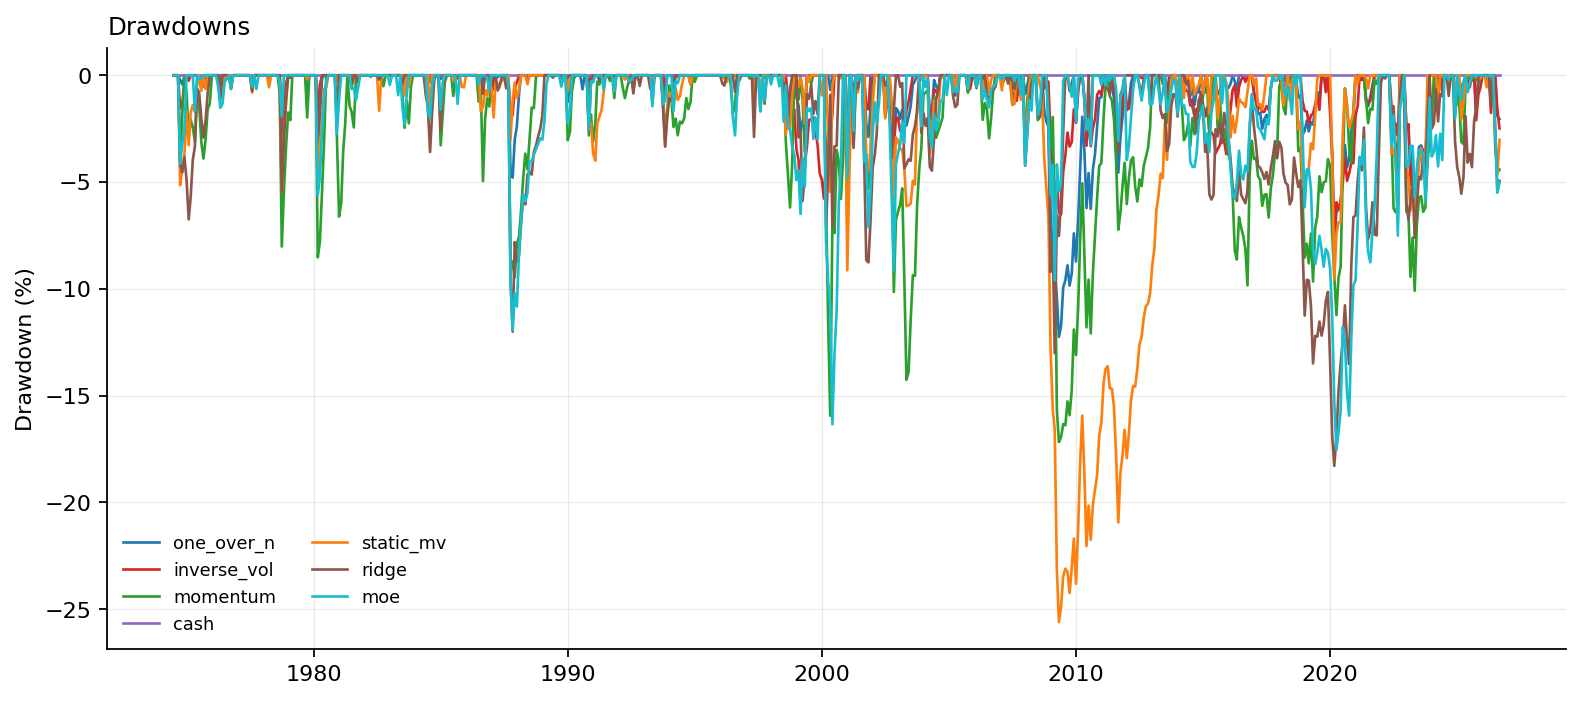 Drawdowns
Drawdown (%)
0
−5
−10
−15
−20
−25
one_over_n
inverse_vol
momentum
cash
static_mv
ridge
moe
1980
1990
2000
2010
2020